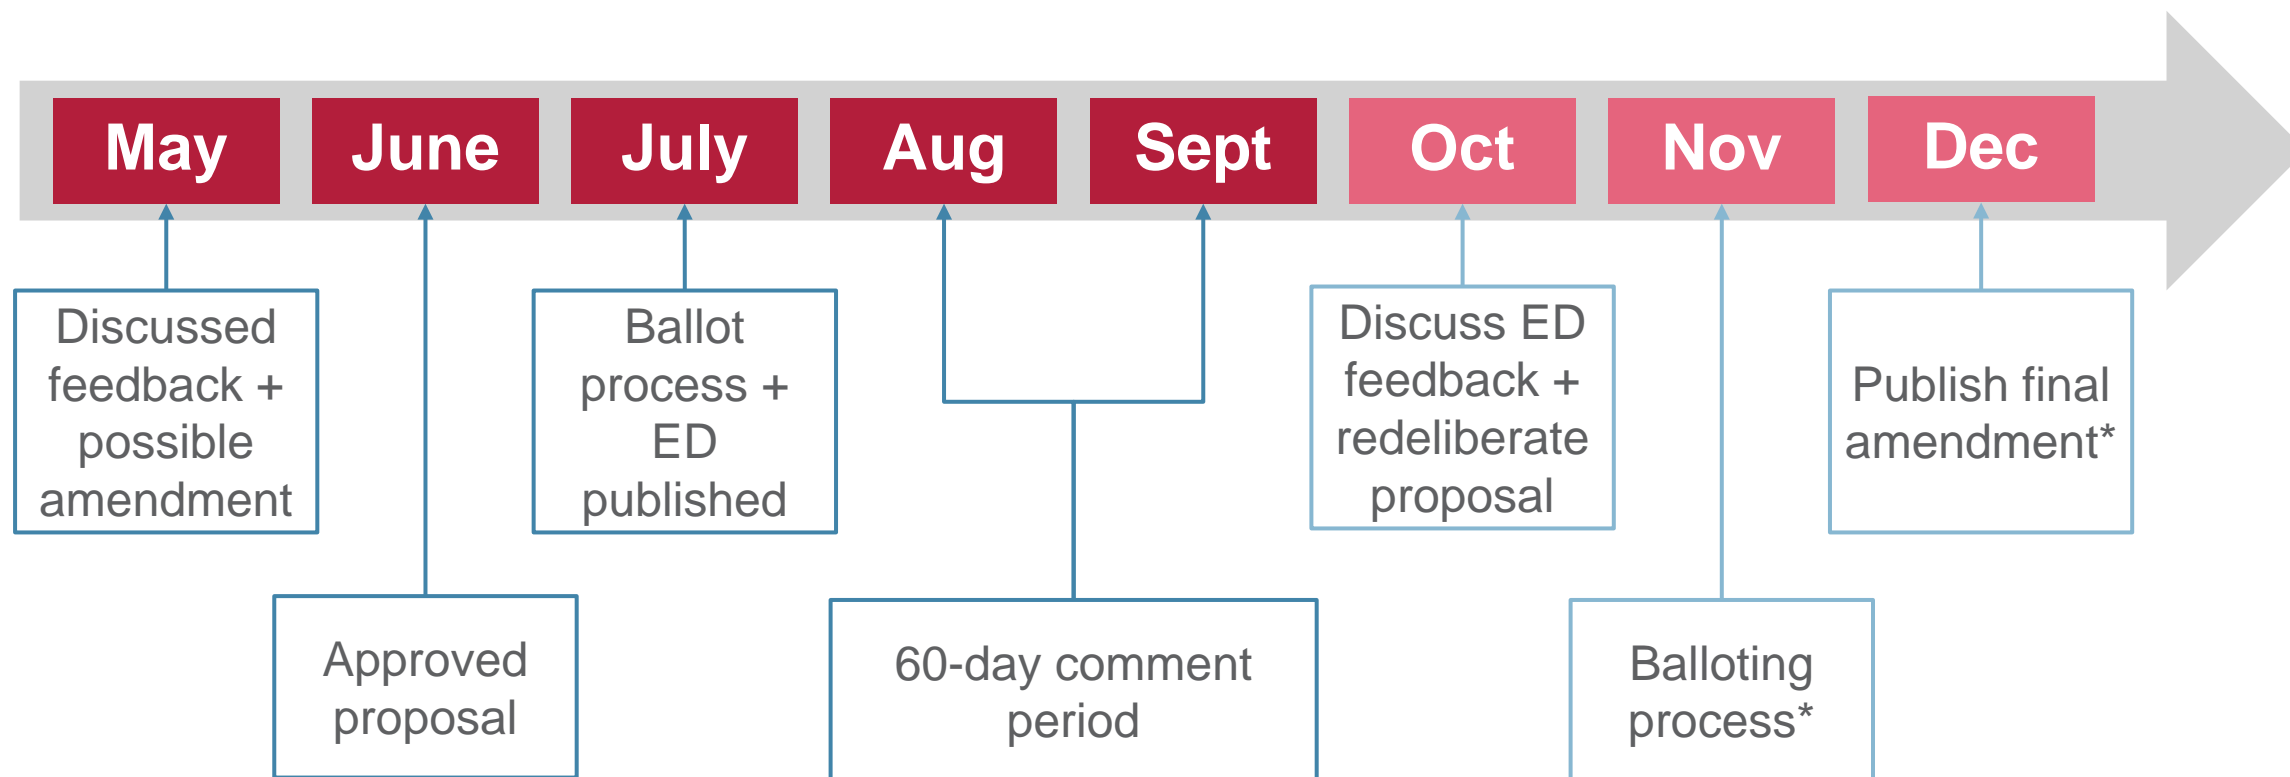 May
June
July
Aug
Sept
Oct
Nov
Dec
Discussed
feedback +
possible
amendment
Approved
proposal
Ballot
process +
ED
published
60-day comment
period
Discuss ED
feedback +
redeliberate
proposal
Balloting
process*
Publish final
amendment*